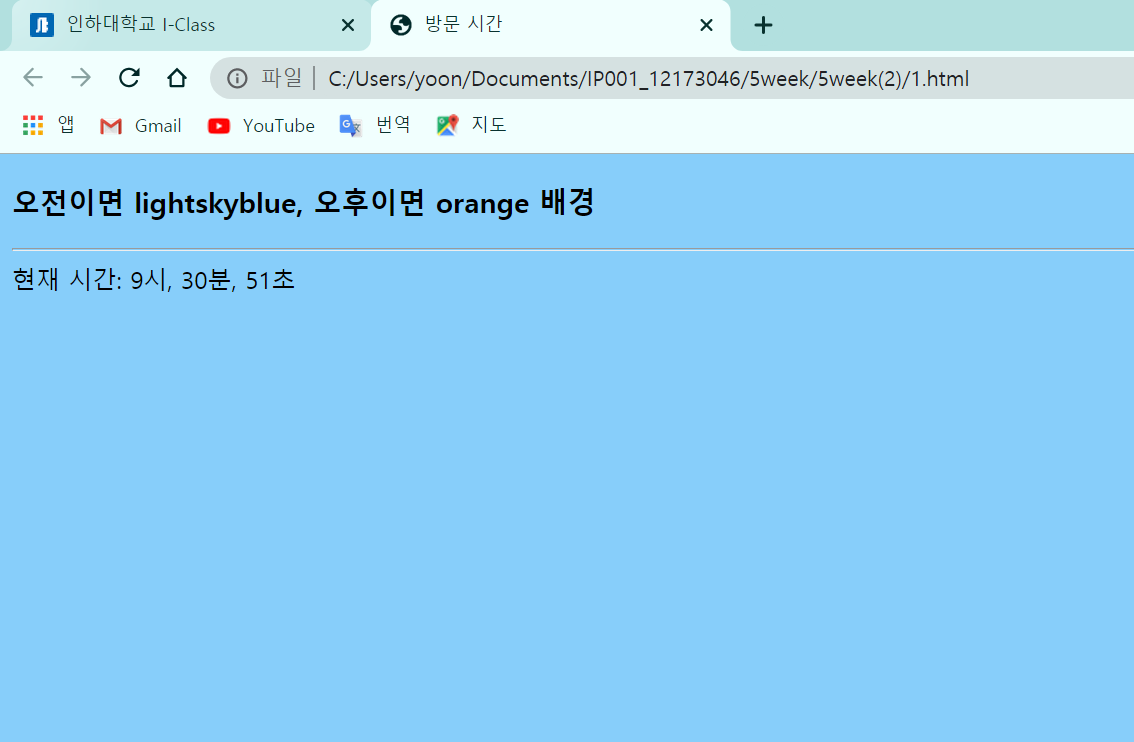 인하대학교 I-Class
방문 시간
파일 C:/Users/yoon/Documents/IP001_12173046/5week/5week(2)/1.html
앱 Gmail YouTube 번역 지도
오전이면 lightskyblue, 오후이면 orange 배경
현재 시간: 9시, 30분, 51초